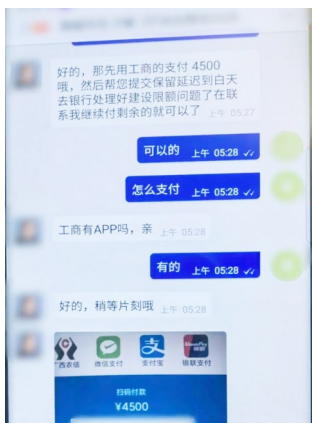 好的，那先用工商的支付 4500
哦，然后帮您提交保留延迟到白天
去银行处理好建设限额问题了在联
系我继续付剩余的就可以了 上午 05:27
可以的 上午 05:28
怎么支付 上午 05:28
工商有APP吗，亲 上午 05:28
有的 上午 05:28
好的，稍等片刻哦 上午 05:28
广西农信 微信支付 支付宝 银联支付
扫码付款
¥4500